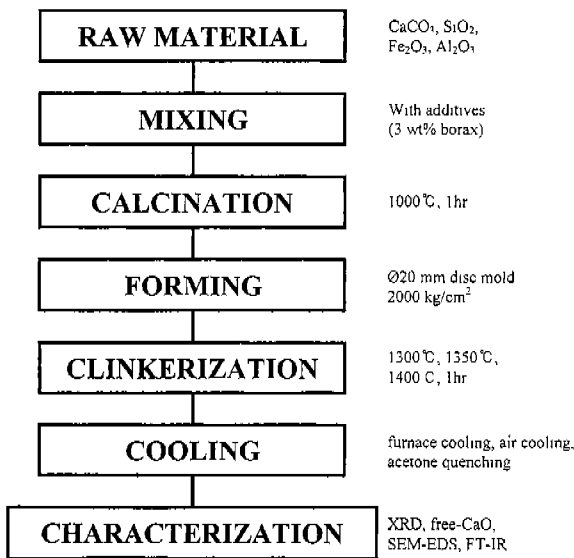 RAW MATERIAL
CaCO₃, SiO₂,
Fe₂O₃, Al₂O₃
MIXING
With additives
(3 wt% borax)
CALCINATION
1000℃, 1hr
FORMING
Ø20 mm disc mold
2000 kg/cm²
CLINKERIZATION
1300℃, 1350℃,
1400 C, 1hr
COOLING
furnace cooling, air cooling,
acetone quenching
CHARACTERIZATION
XRD, free-CaO,
SEM-EDS, FT-IR